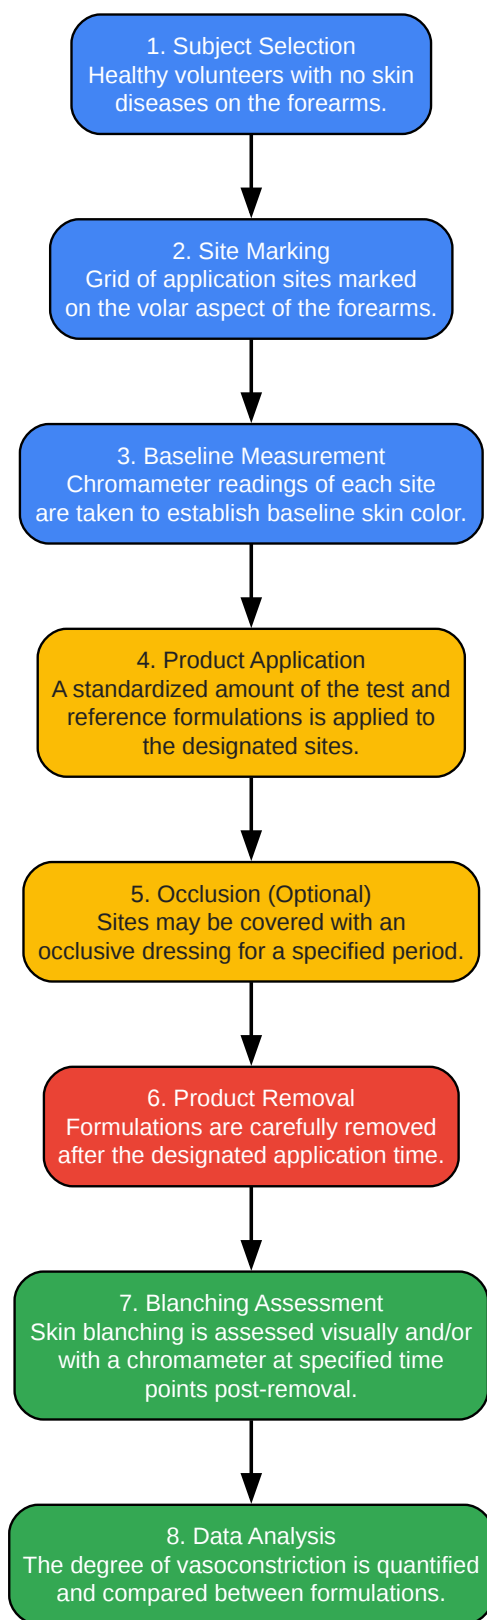 1. Subject Selection
Healthy volunteers with no skin
diseases on the forearms.
2. Site Marking
Grid of application sites marked
on the volar aspect of the forearms.
3. Baseline Measurement
Chromameter readings of each site
are taken to establish baseline skin color.
4. Product Application
A standardized amount of the test and
reference formulations is applied to
the designated sites.
5. Occlusion (Optional)
Sites may be covered with an
occlusive dressing for a specified period.
6. Product Removal
Formulations are carefully removed
after the designated application time.
7. Blanching Assessment
Skin blanching is assessed visually and/or
with a chromameter at specified time
points post-removal.
8. Data Analysis
The degree of vasoconstriction is quantified
and compared between formulations.